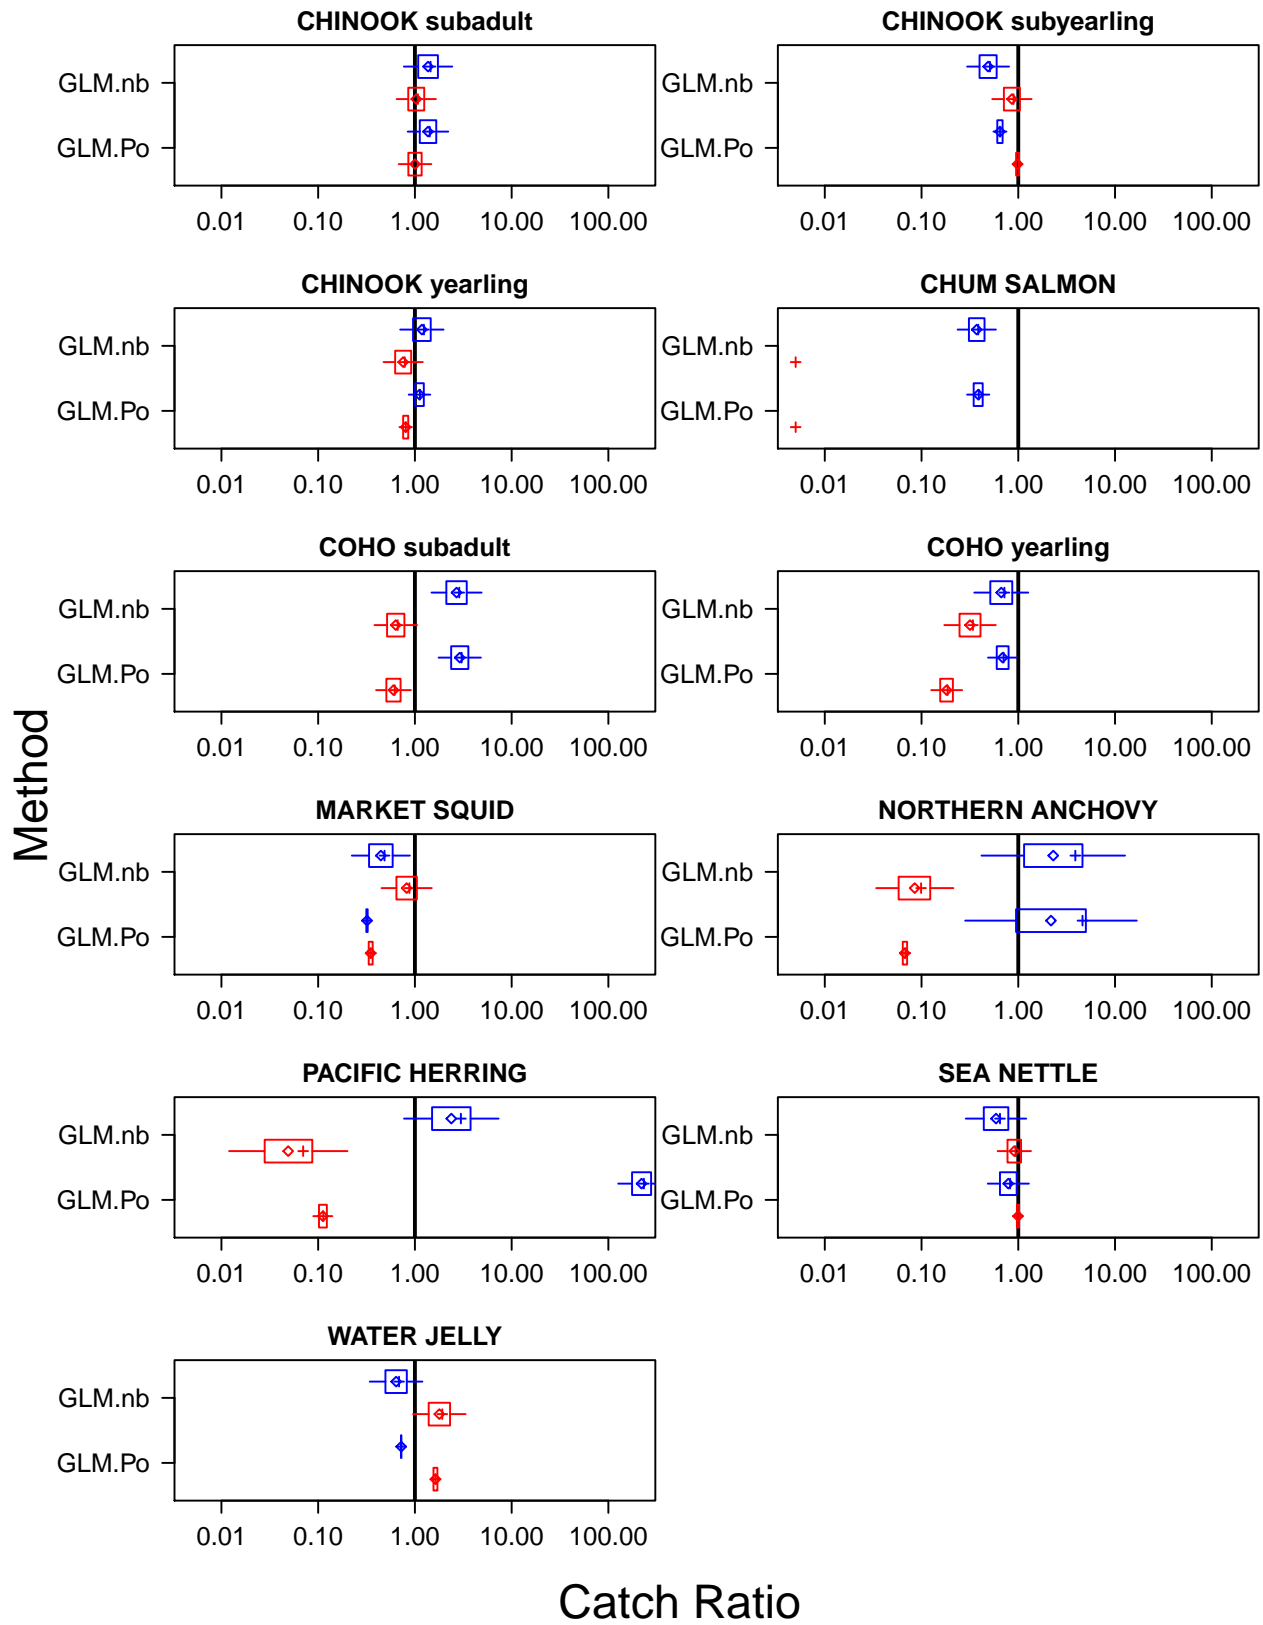 CHINOOK subadult
GLM.nb
GLM.Po
0.01 0.10 1.00 10.00 100.00
CHINOOK subyearling
GLM.nb
GLM.Po
0.01 0.10 1.00 10.00 100.00
CHINOOK yearling
GLM.nb
GLM.Po
0.01 0.10 1.00 10.00 100.00
CHUM SALMON
GLM.nb
GLM.Po
0.01 0.10 1.00 10.00 100.00
COHO subadult
GLM.nb
GLM.Po
0.01 0.10 1.00 10.00 100.00
COHO yearling
GLM.nb
GLM.Po
0.01 0.10 1.00 10.00 100.00
Method
MARKET SQUID
GLM.nb
GLM.Po
0.01 0.10 1.00 10.00 100.00
NORTHERN ANCHOVY
GLM.nb
GLM.Po
0.01 0.10 1.00 10.00 100.00
PACIFIC HERRING
GLM.nb
GLM.Po
0.01 0.10 1.00 10.00 100.00
SEA NETTLE
GLM.nb
GLM.Po
0.01 0.10 1.00 10.00 100.00
WATER JELLY
GLM.nb
GLM.Po
0.01 0.10 1.00 10.00 100.00
Catch Ratio